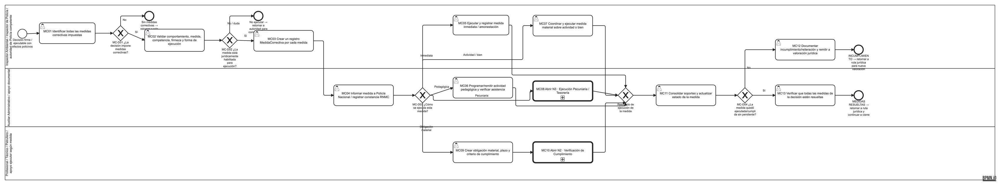 Inspector Ambiental / Inspector de Policía /
autoridad de Policía competente
Decisión firme /
ejecutable con
efectos policivos
MC01 Identificar todas las medidas
correctivas impuestas
MC-D01 ¿La
decisión impone
medidas
correctivas?
No
Sí
Sin medidas
correctivas →
MC02 Validar comportamiento, medida,
competencia, firmeza y forma de
ejecución
MC-D02 ¿La
medida está
jurídicamente
habilitada
para
ejecución?
No / duda
Sí
No ejecutar →
retornar a
autoridad para
MC03 Crear un registro
MedidaCorrectiva por cada medida
MC05 Ejecutar y registrar medida
inmediata / amonestación
MC07 Coordinar y ejecutar medida
material sobre actividad o bien
Inmediata
Actividad / bien
MC12 Documentar
incumplimiento/reiteración y remitir a
valoración jurídica
INCUMPLIMIEN
TO → retornar a
ruta jurídica
para nueva
valoración
No
Auxiliar Administrativo / apoyo documental
MC04 Informar medida a Policía
Nacional / registrar constancia RNMC
MC-D03 ¿Cómo
se ejecuta esta
medida?
Pedagógica
MC06 Programar/remitir actividad
pedagógica y verificar asistencia
Pecuniaria
MC08 Abrir N3 · Ejecución Pecuniaria /
Tesorería
Resultado de
ejecución de
la medida
MC11 Consolidar soportes y actualizar
estado de la medida
MC-D04 ¿La
medida quedó
ejecutada/cumpli
da sin pendiente?
Sí
MC13 Verificar que todas las medidas de
la decisión estén resueltas
MEDIDAS
RESUELTAS →
retornar a ruta
jurídica y
continuar a cierre
Obligación
material
Profesional / Técnico / Patrullero /
apoyo ejecutor según medida
MC09 Crear obligación material, plazo y
criterio de cumplimiento
MC10 Abrir N2 · Verificación de
Cumplimiento
BPMN.iO